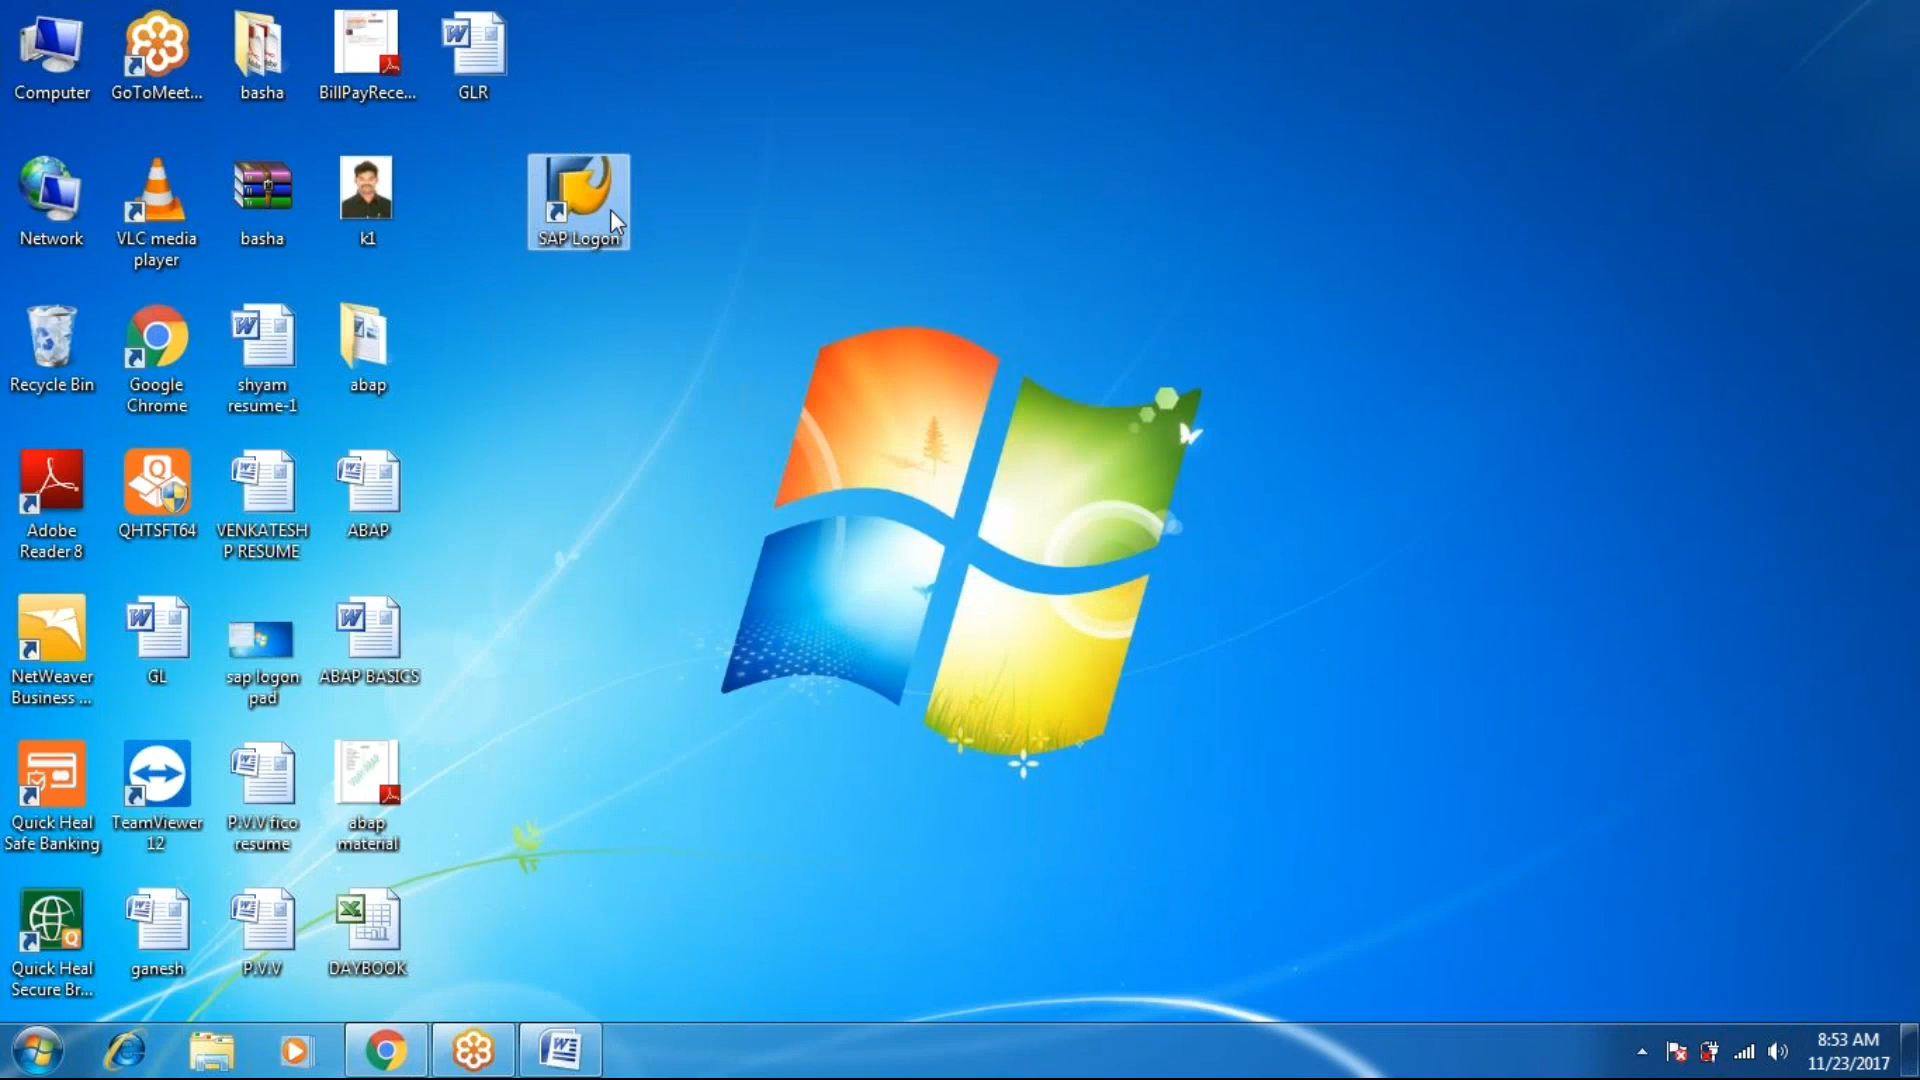 Computer
GoToMeet...
basha
BillPayRece...
GLR
Network
VLC media
player
basha
k1
SAP Logon
Recycle Bin
Google
Chrome
shyam
resume-1
abap
Adobe
Reader 8
QHTSFT64
VENKATESH
P RESUME
ABAP
NetWeaver
Business ...
GL
sap logon
pad
ABAP BASICS
Quick Heal
Safe Banking
TeamViewer
12
P.V.V fico
resume
abap
material
Quick Heal
Secure Br...
ganesh
P.V.V
DAYBOOK
8:53 AM
11/23/2017